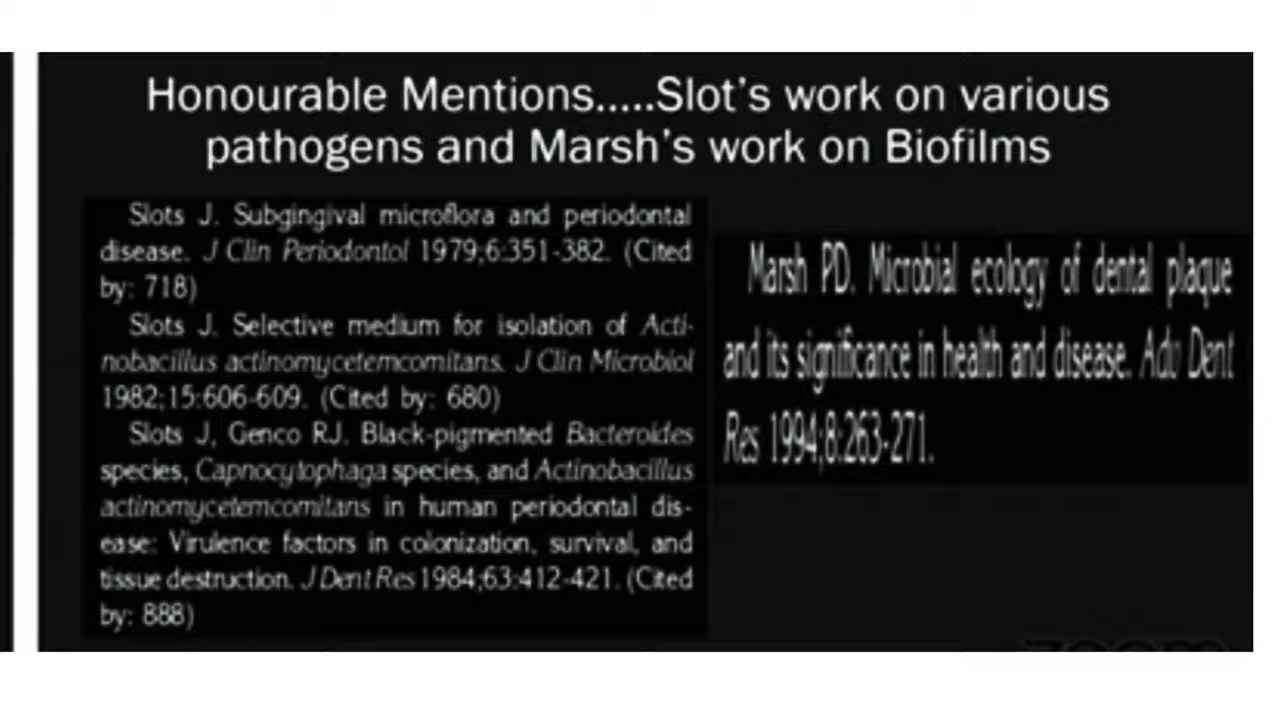 Honourable Mentions.....Slot's work on various
pathogens and Marsh's work on Biofilms
Slots J. Subgingival microflora and periodontal
disease. J Clin Periodontol 1979;6:351-382. (Cited
by: 718)
Slots J. Selective medium for isolation of Acti-
nobacillus actinomycetemcomitans. J Clin Microbiol
1982;15:606-609. (Cited by: 680)
Slots J, Genco RJ. Black-pigmented Bacteroides
species, Capnocytophaga species, and Actinobacillus
actinomycetemcomitans in human periodontal dis-
ease: Virulence factors in colonization, survival, and
tissue destruction. J Dent Res 1984;63:412-421. (Cited
by: 888)
Marsh PD. Microbial ecology of dental plaque
and its significance in health and disease. Adv Dent
Res 1994;8:263-271.
zoom